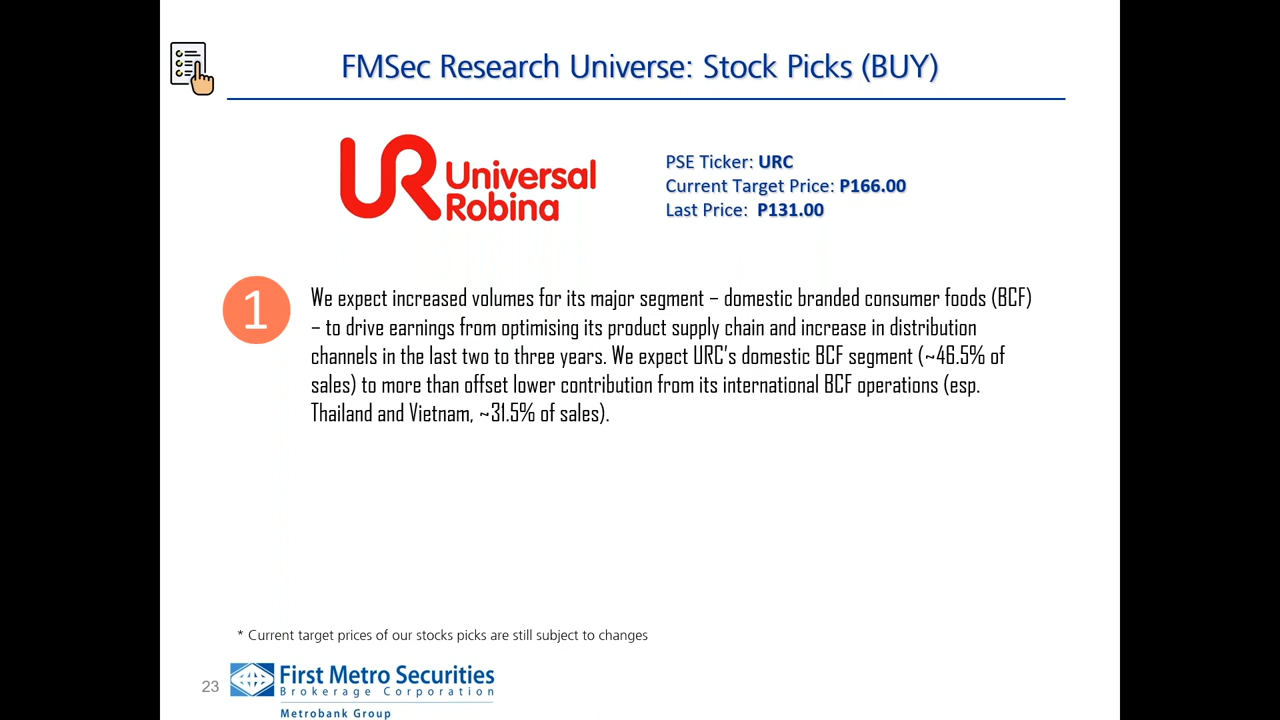 FMSec Research Universe: Stock Picks (BUY)
UR Universal
Robina
PSE Ticker: URC
Current Target Price: P166.00
Last Price: P131.00
1
We expect increased volumes for its major segment – domestic branded consumer foods (BCF)
– to drive earnings from optimising its product supply chain and increase in distribution
channels in the last two to three years. We expect URC's domestic BCF segment (~46.5% of
sales) to more than offset lower contribution from its international BCF operations (esp.
Thailand and Vietnam, ~31.5% of sales).
* Current target prices of our stocks picks are still subject to changes
23
First Metro Securities
Brokerage Corporation
Metrobank Group